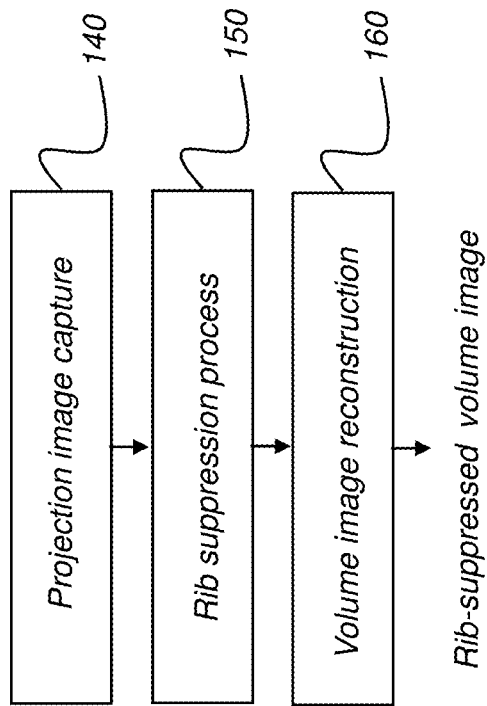 Projection image capture
140
Rib suppression process
150
Volume image reconstruction
160
Rib-suppressed volume image